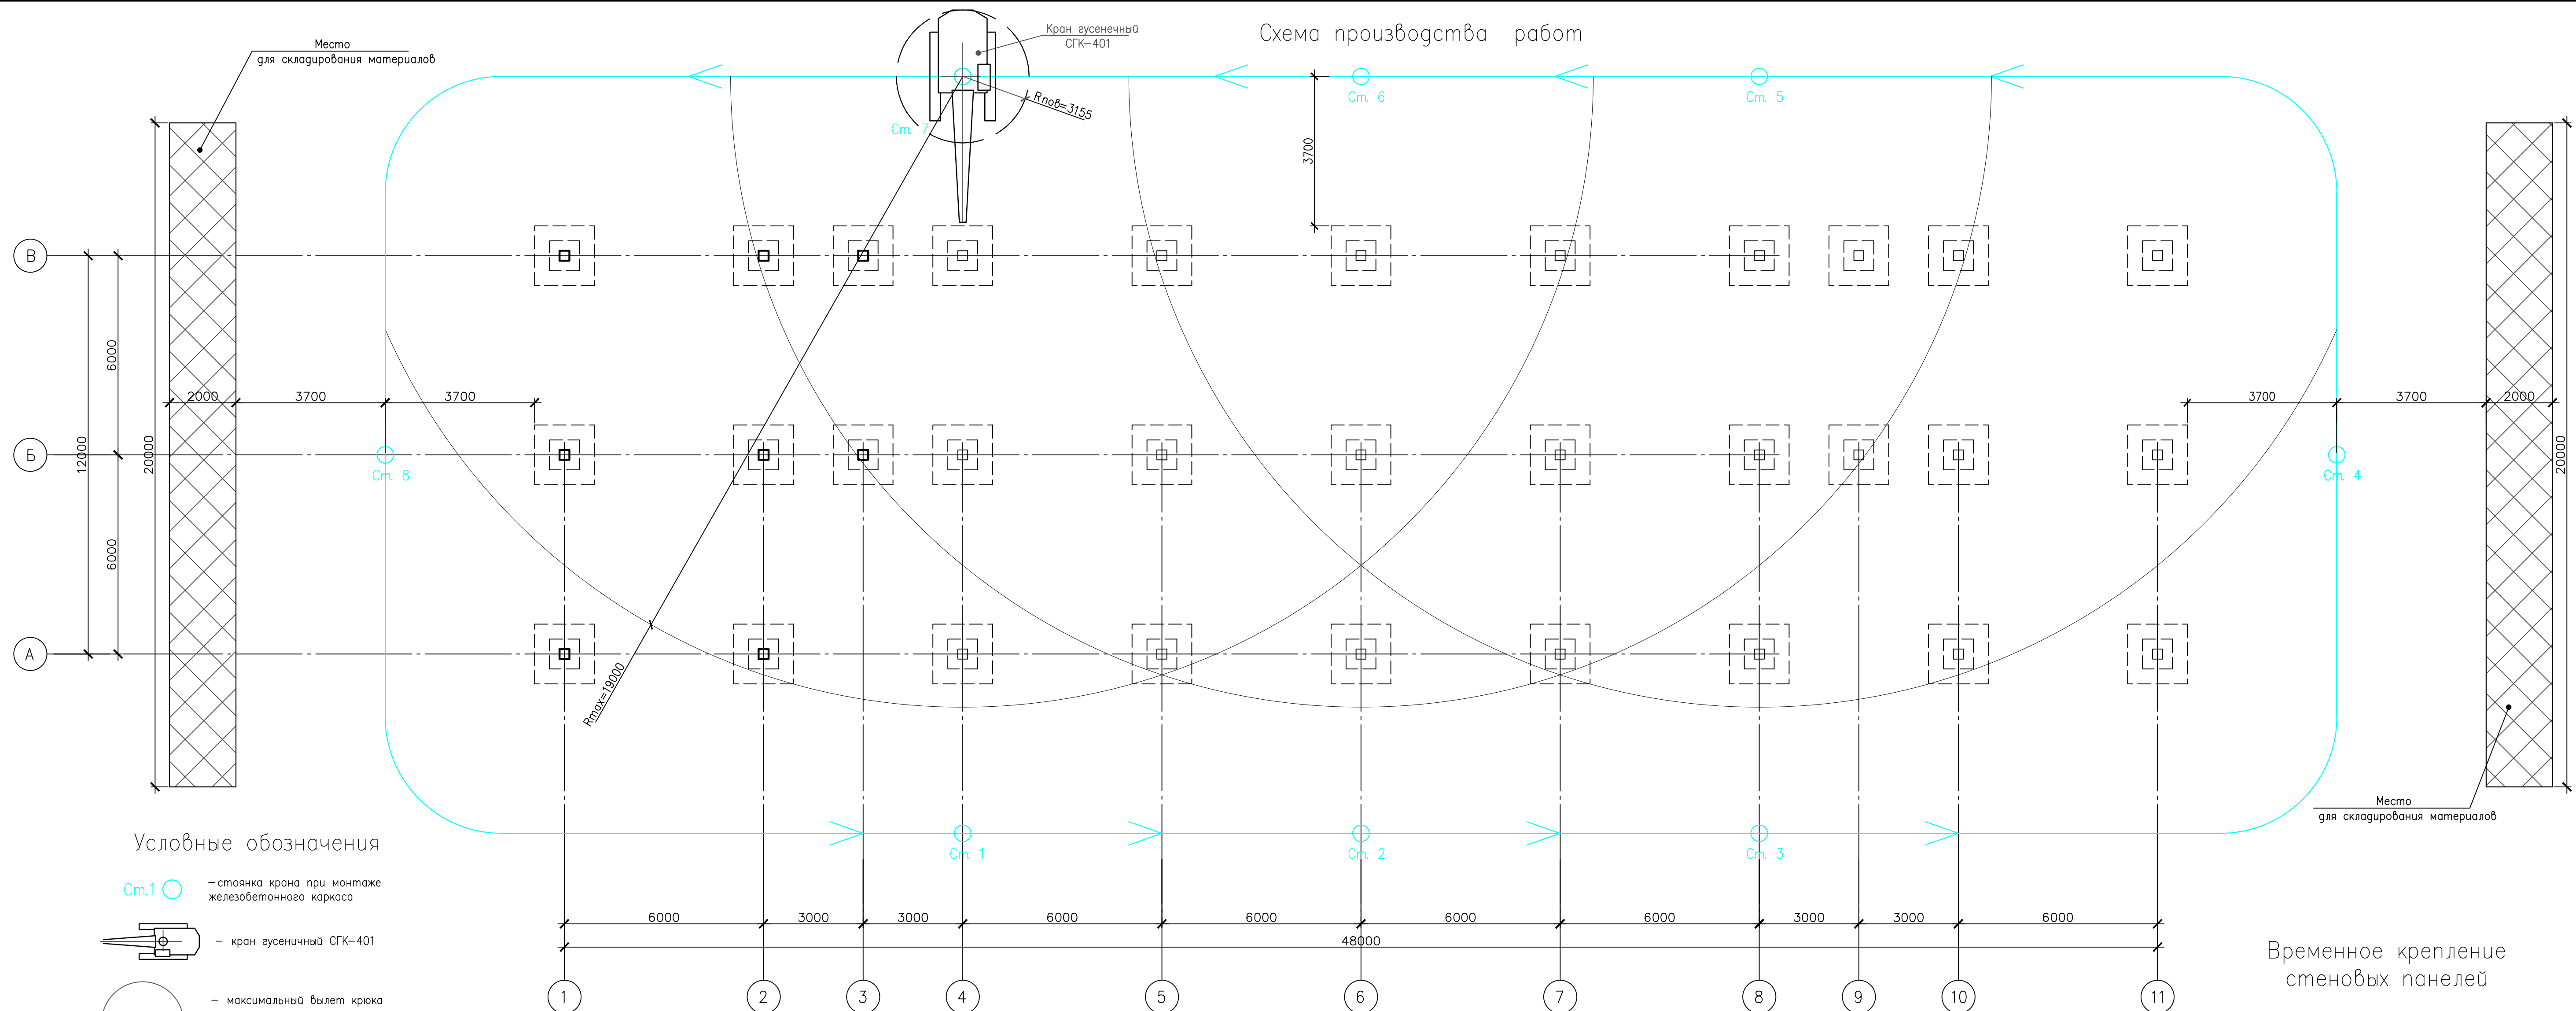 Схема производства работ
Место
для складирования материалов
Кран гусенечный
СГК-401
Rпов=3155
Ст. 7
Ст. 6
Ст. 5
3700
В
6000
12000
20000
2000
3700
3700
3700
3700
2000
20000
Б
Ст. 8
Ст. 4
6000
Rmax=19000
А
Место
для складирования материалов
Ст. 1
Ст. 2
Ст. 3
Условные обозначения
Ст.1
-стоянка крана при монтаже
железобетонного каркаса
- кран гусеничный СГК-401
- максимальный вылет крюка
6000
3000
3000
6000
6000
6000
6000
3000
3000
6000
48000
1
2
3
4
5
6
7
8
9
10
11
Временное крепление
стеновых панелей